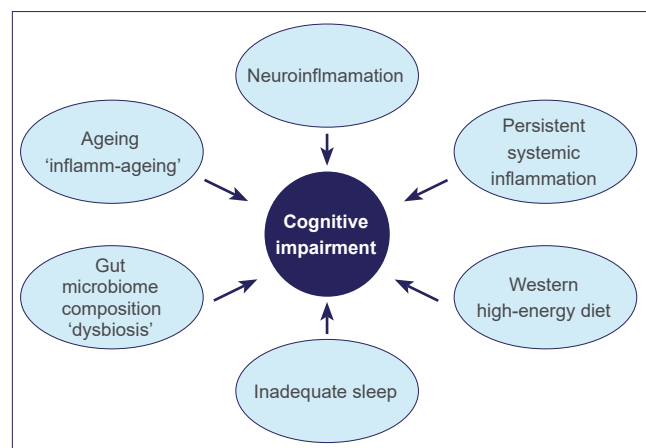 Neuroinflmamation
Ageing
‘inflamm-ageing’
Persistent
systemic
inflammation
Cognitive
impairment
Gut
microbiome
composition
‘dysbiosis’
Western
high-energy diet
Inadequate sleep